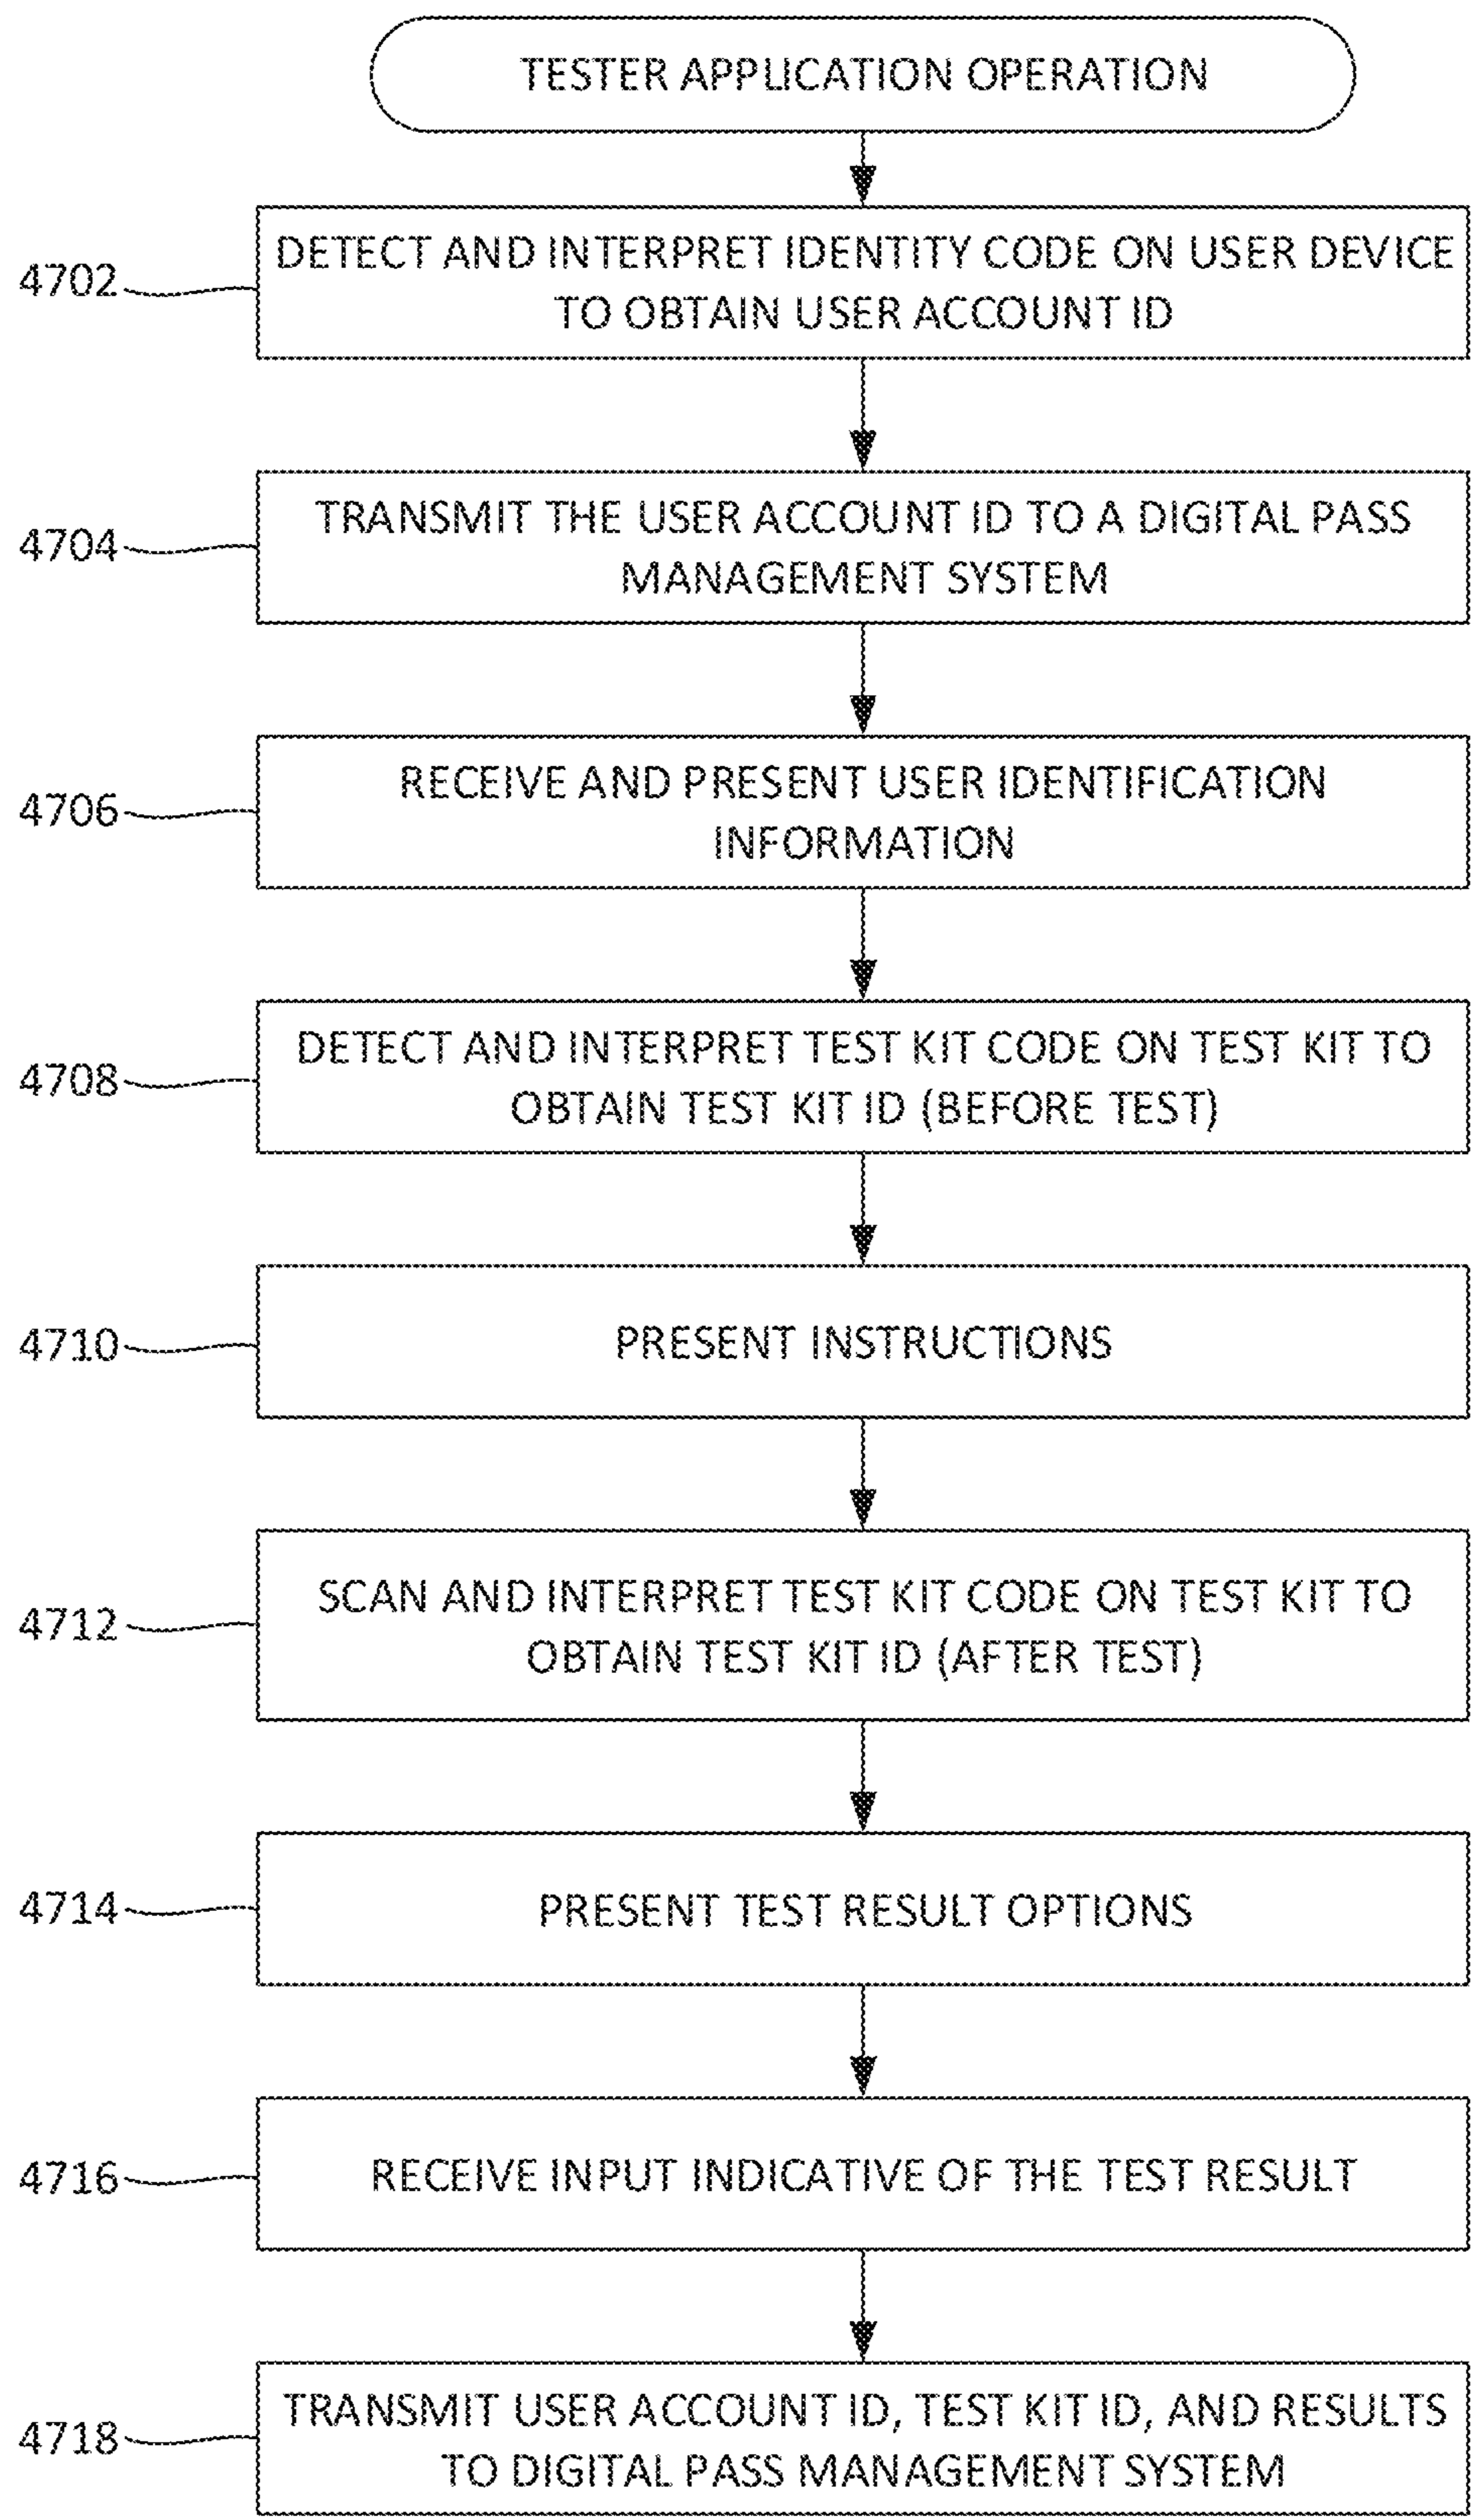 TESTER APPLICATION OPERATION
4702
DETECT AND INTERPRET IDENTITY CODE ON USER DEVICE
TO OBTAIN USER ACCOUNT ID
4704
TRANSMIT THE USER ACCOUNT ID TO A DIGITAL PASS
MANAGEMENT SYSTEM
4706
RECEIVE AND PRESENT USER IDENTIFICATION
INFORMATION
4708
DETECT AND INTERPRET TEST KIT CODE ON TEST KIT TO
OBTAIN TEST KIT ID (BEFORE TEST)
4710
PRESENT INSTRUCTIONS
4712
SCAN AND INTERPRET TEST KIT CODE ON TEST KIT TO
OBTAIN TEST KIT ID (AFTER TEST)
4714
PRESENT TEST RESULT OPTIONS
4716
RECEIVE INPUT INDICATIVE OF THE TEST RESULT
4718
TRANSMIT USER ACCOUNT ID, TEST KIT ID, AND RESULTS
TO DIGITAL PASS MANAGEMENT SYSTEM